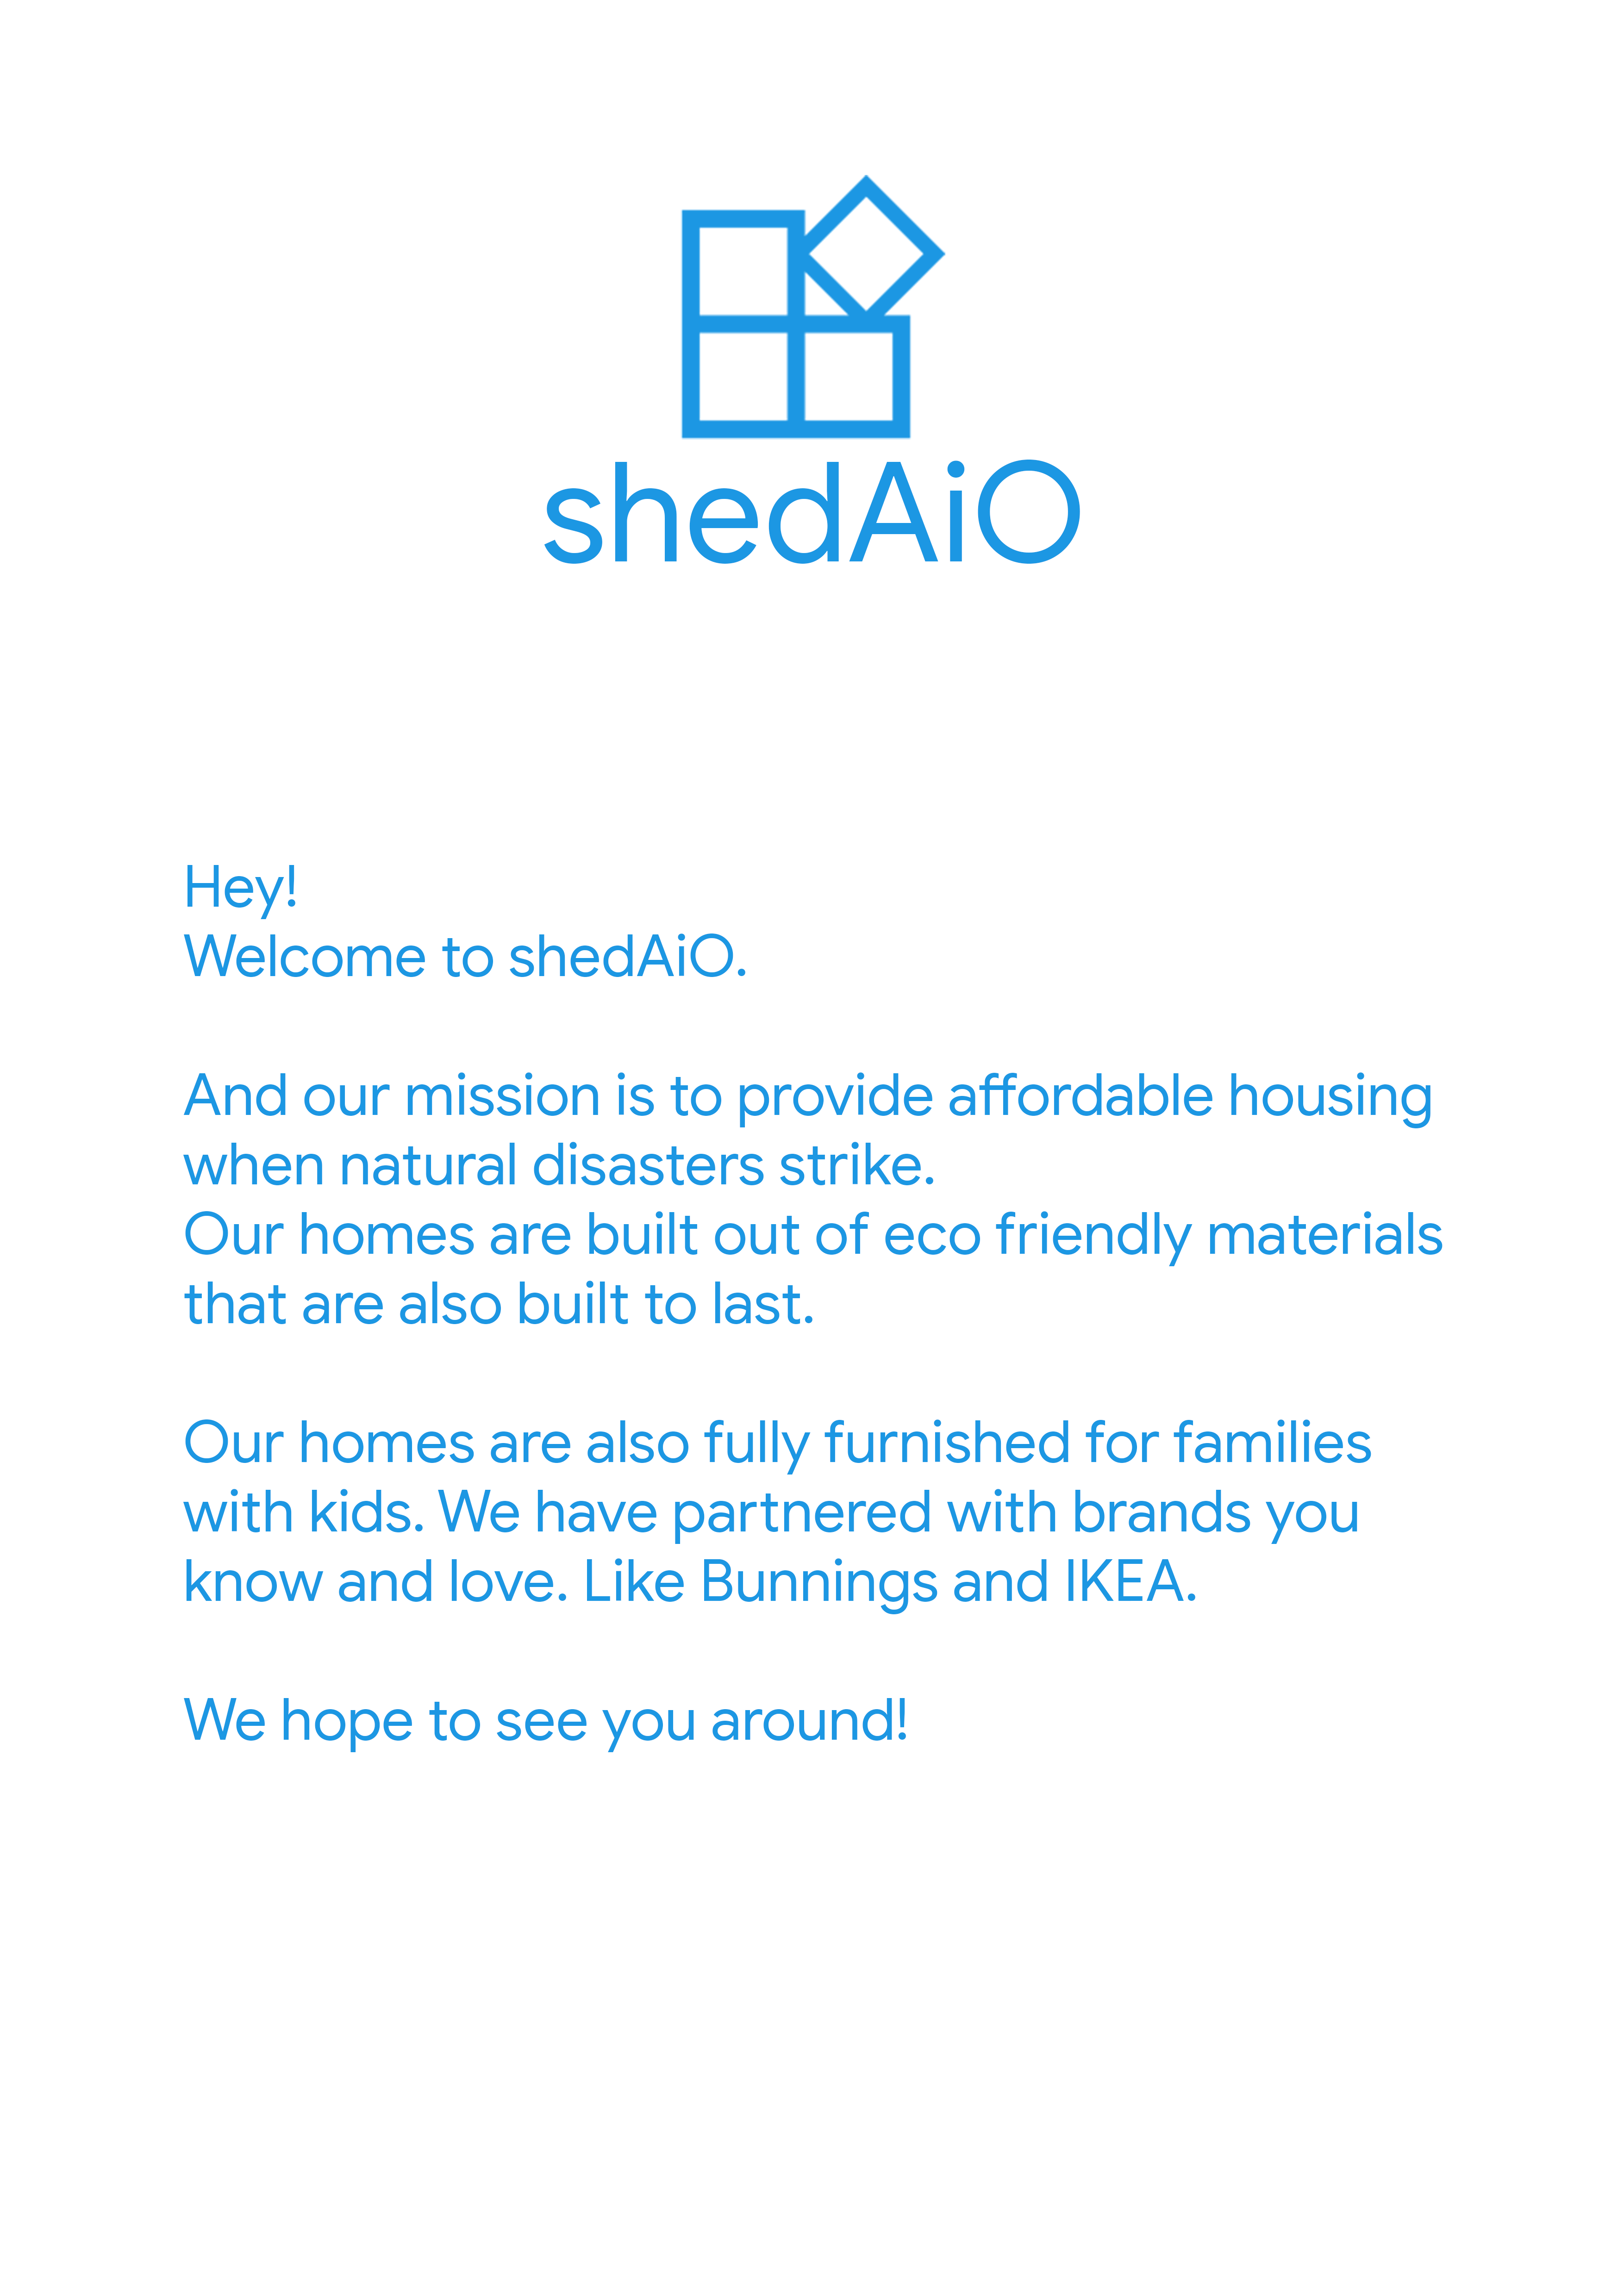 shedAiO
Hey!
Welcome to shedAiO.
And our mission is to provide affordable housing
when natural disasters strike.
Our homes are built out of eco friendly materials
that are also built to last.
Our homes are also fully furnished for families
with kids. We have partnered with brands you
know and love. Like Bunnings and IKEA.
We hope to see you around!